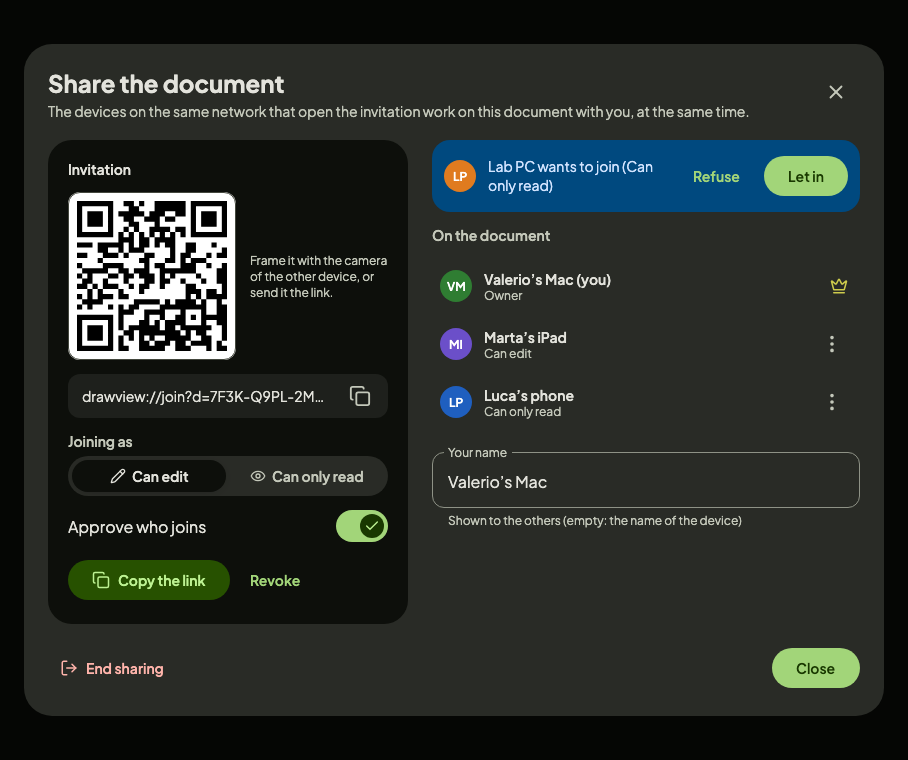 Share the document
The devices on the same network that open the invitation work on this document with you, at the same time.
Invitation
Frame it with the camera
of the other device, or
send it the link.
drawview://join?d=7F3K-Q9PL-2M...
Joining as
Can edit
Can only read
Approve who joins
Copy the link
Revoke
LP
Lab PC wants to join (Can
only read)
Refuse
Let in
On the document
VM
Valerio’s Mac (you)
Owner
MI
Marta’s iPad
Can edit
LP
Luca’s phone
Can only read
Your name
Valerio’s Mac
Shown to the others (empty: the name of the device)
End sharing
Close